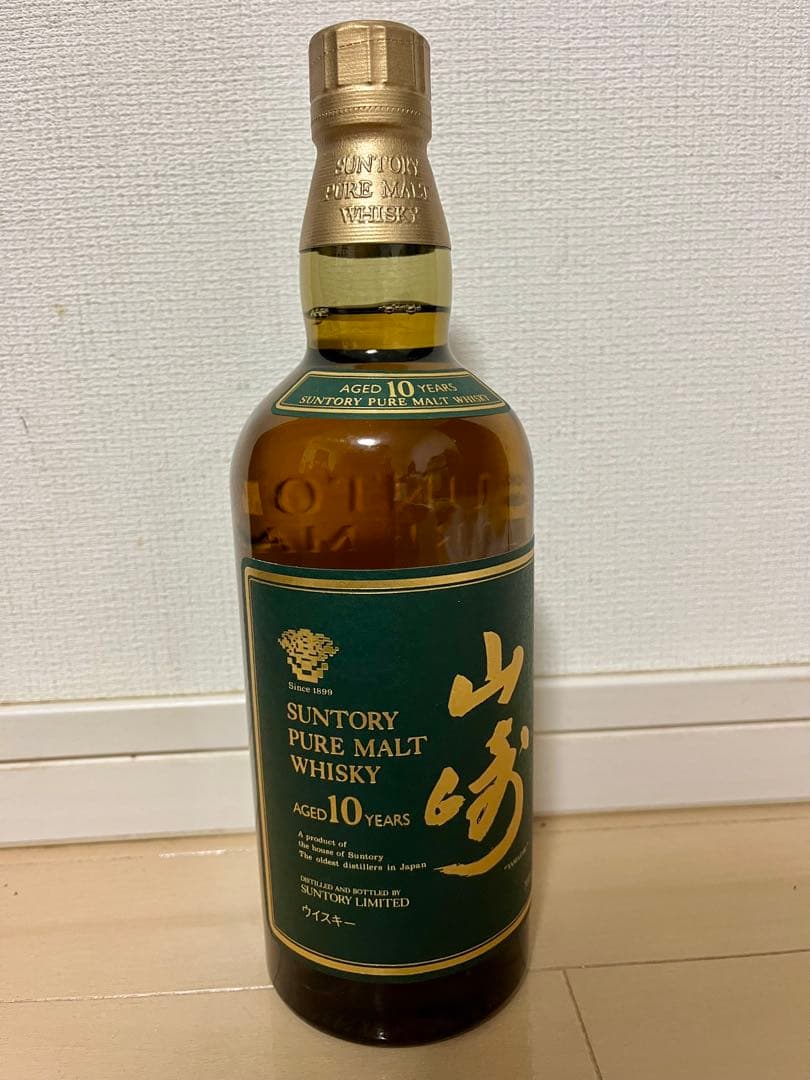 SUNTORY
PURE MALT
WHISKY
AGED 10 YEARS
SUNTORY PURE MALT WHISKY
Since 1899
SUNTORY
PURE MALT
WHISKY
AGED 10 YEARS
A product of
the house of Suntory
The oldest distillers in Japan
DISTILLED AND BOTTLED BY
SUNTORY LIMITED
ウイスキー
山崎